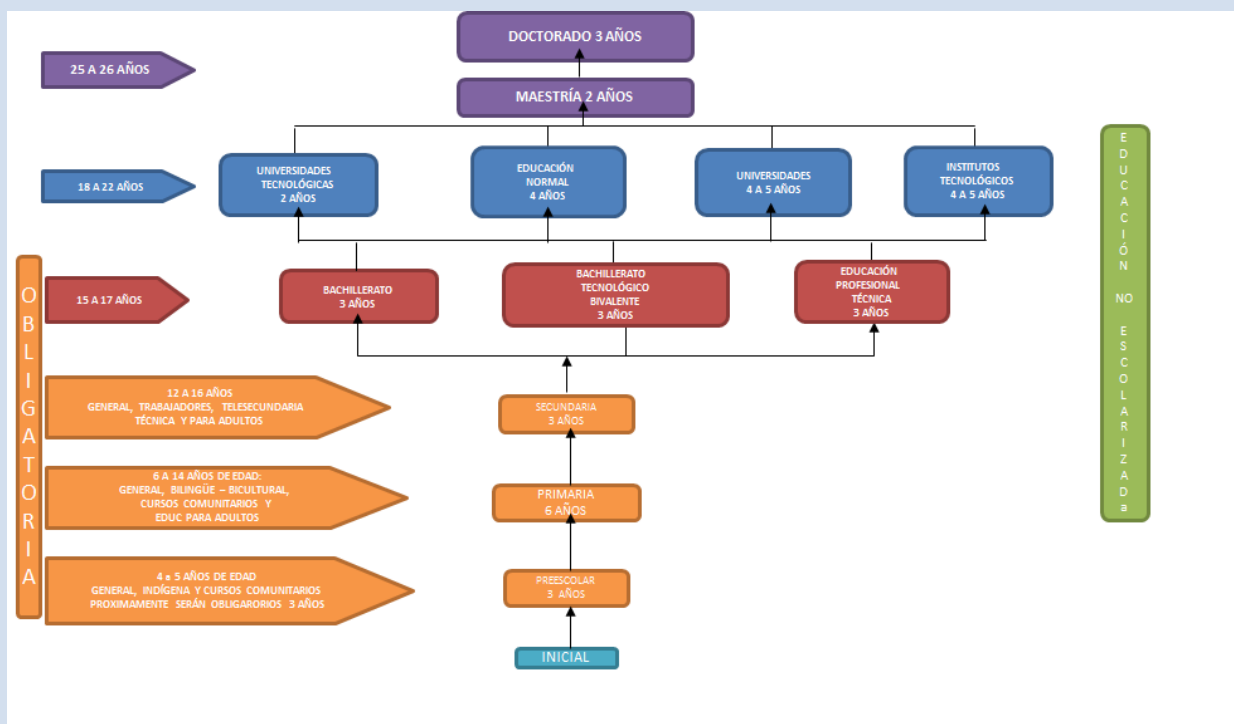 DOCTORADO 3 AÑOS
25 A 26 AÑOS
MAESTRÍA 2 AÑOS
18 A 22 AÑOS
UNIVERSIDADES
TECNOLÓGICAS
2 AÑOS
EDUCACIÓN
NORMAL
4 AÑOS
UNIVERSIDADES
4 A 5 AÑOS
INSTITUTOS
TECNOLÓGICOS
4 A 5 AÑOS
15 A 17 AÑOS
BACHILLERATO
3 AÑOS
BACHILLERATO
TECNOLÓGICO
BIVALENTE
3 AÑOS
EDUCACIÓN
PROFESIONAL
TÉCNICA
3 AÑOS
OBLIGATORIA
12 A 16 AÑOS
GENERAL, TRABAJADORES, TELESECUNDARIA
TÉCNICA Y PARA ADULTOS
SECUNDARIA
3 AÑOS
6 A 14 AÑOS DE EDAD:
GENERAL, BILINGÜE – BICULTURAL,
CURSOS COMUNITARIOS Y
EDUC PARA ADULTOS
PRIMARIA
6 AÑOS
4 a 5 AÑOS DE EDAD
GENERAL, INDÍGENA Y CURSOS COMUNITARIOS
PROXIMAMENTE SERÁN OBLIGARORIOS 3 AÑOS
PREESCOLAR
3 AÑOS
INICIAL
EDUCACIÓN NO ESCOLARIZADa